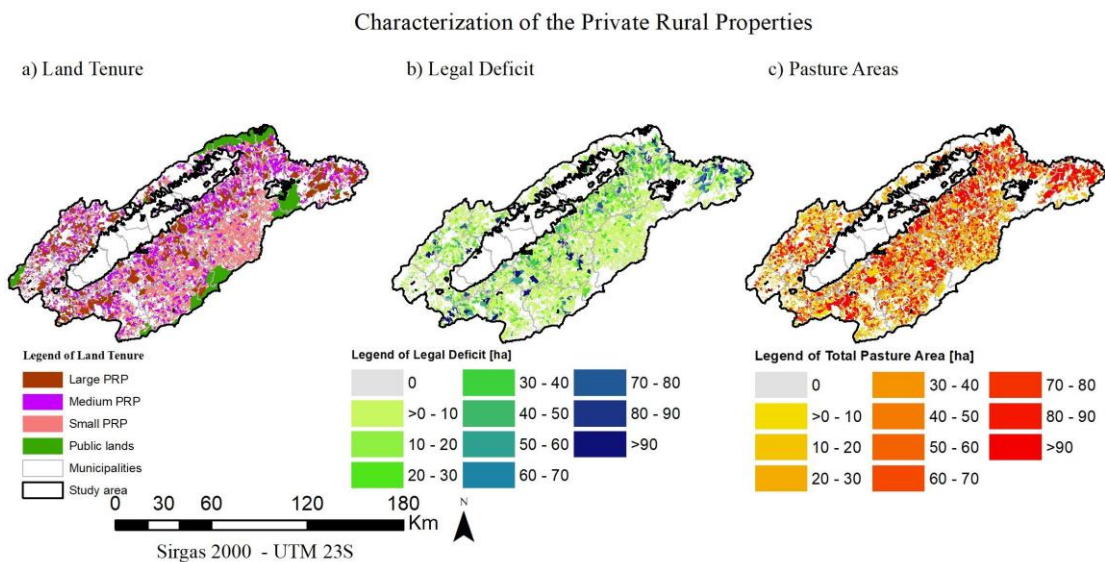 Characterization of the Private Rural Properties
a) Land Tenure
b) Legal Deficit
c) Pasture Areas
Legend of Land Tenure
Large PRP
Medium PRP
Small PRP
Public lands
Municipalities
Study area
Legend of Legal Deficit [ha]
0
>0 - 10
10 - 20
20 - 30
30 - 40
40 - 50
50 - 60
60 - 70
70 - 80
80 - 90
>90
Legend of Total Pasture Area [ha]
0
>0 - 10
10 - 20
20 - 30
30 - 40
40 - 50
50 - 60
60 - 70
70 - 80
80 - 90
>90
0 30 60 120 180
Km
N
Sirgas 2000 - UTM 23S